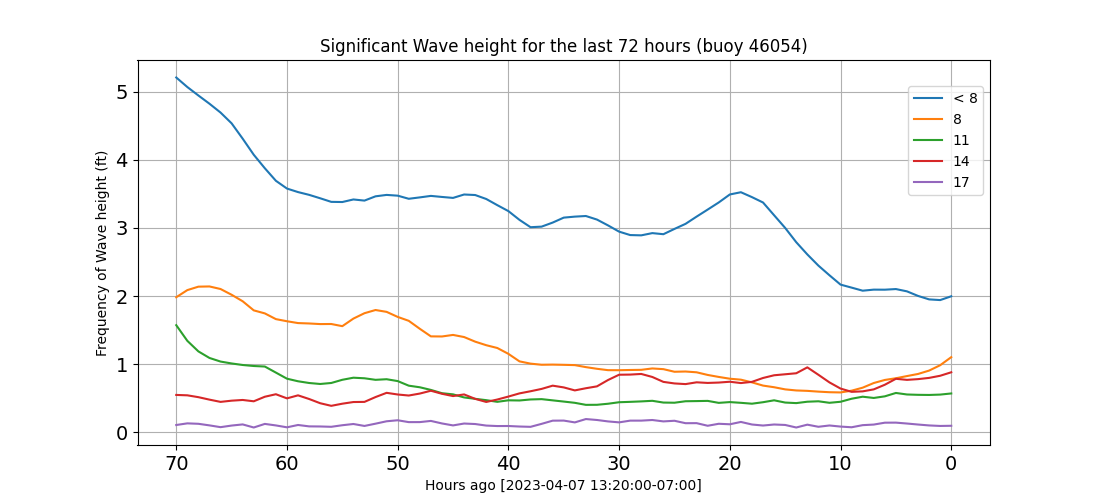 Significant Wave height for the last 72 hours (buoy 46054)
Frequency of Wave height (ft)
5
4
3
2
1
0
< 8
8
11
14
17
70 60 50 40 30 20 10 0
Hours ago [2023-04-07 13:20:00-07:00]